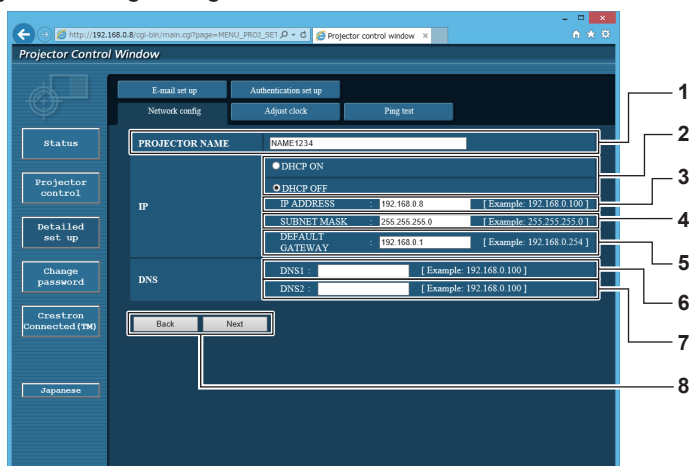 http://192.168.0.8/cgi-bin/main.cgi?page=MENU_PROJ_SET
Projector control window ×
Projector Control Window
E-mail set up Authentication set up
Network config Adjust clock Ping test
1
Status
PROJECTOR NAME NAME1234
2
DHCP ON
DHCP OFF
3
Projector
control
IP
IP ADDRESS : 192.168.0.8 [ Example: 192.168.0.100 ]
4
SUBNET MASK : 255.255.255.0 [ Example: 255.255.255.0 ]
Detailed
set up
DEFAULT
GATEWAY : 192.168.0.1 [ Example: 192.168.0.254 ]
5
Change
password
DNS
DNS1 : [ Example: 192.168.0.100 ]
6
DNS2 : [ Example: 192.168.0.100 ]
7
Crestron
Connected(TM)
Back Next
8
Japanese